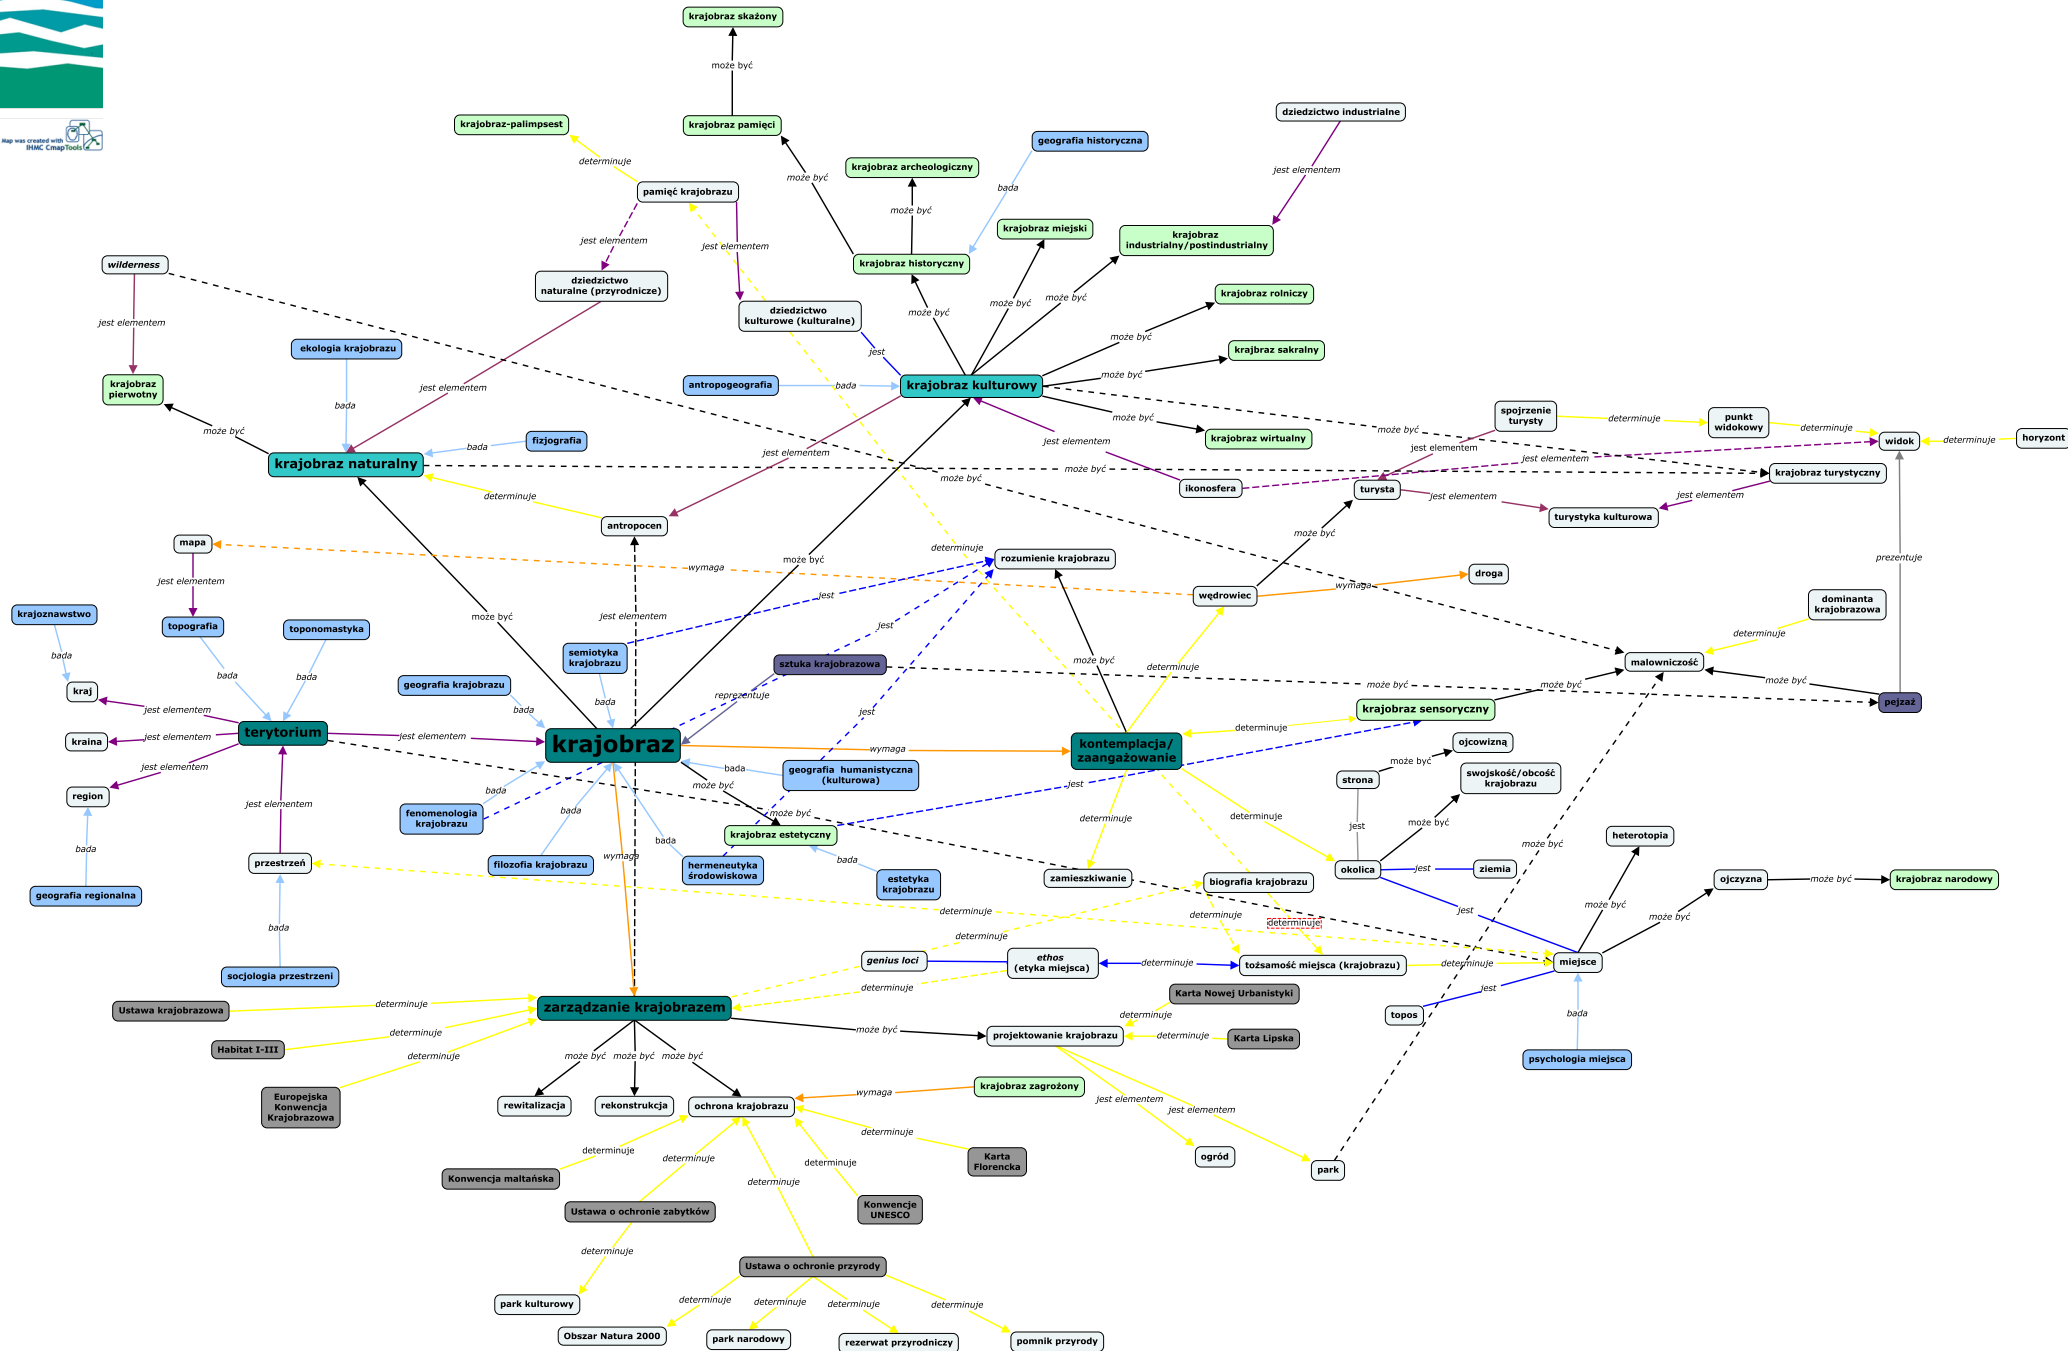 krajobraz skażony
może być
Map was created with
IHMC CmapTools
krajobraz-palimpsest
krajobraz pamięci
dziedzictwo industrialne
geografia historyczna
determinuje
krajobraz archeologiczny
jest elementem
może być
bada
pamięć krajobrazu
może być
krajobraz miejski
krajobraz
industrialny/postindustrialny
jest elementem
jest elementem
wilderness
krajobraz historyczny
dziedzictwo
naturalne (przyrodnicze)
krajobraz rolniczy
może być
może być
może być
dziedzictwo
kulturowe (kulturalne)
jest elementem
może być
ekologia krajobrazu
jest
krajbraz sakralny
krajobraz
pierwotny
jest elementem
antropogeografia
bada
krajobraz kulturowy
może być
bada
spojrzenie
turysty
determinuje
punkt
widokowy
determinuje
może być
może być
może być
krajobraz wirtualny
widok
determinuje
horyzont
bada
fizjografia
jest elementem
jest elementem
jest elementem
jest elementem
krajobraz naturalny
może być
krajobraz turystyczny
może być
ikonosfera
turysta
determinuje
jest elementem
jest elementem
turystyka kulturowa
antropocen
może być
mapa
determinuje
rozumienie krajobrazu
może być
prezentuje
wymaga
droga
jest elementem
wymaga
wędrowiec
dominanta
krajobrazowa
krajoznawstwo
jest
może być
jest elementem
topografia
toponomastyka
jest
determinuje
bada
semiotyka
krajobrazu
sztuka krajobrazowa
może być
malowniczość
determinuje
bada
bada
geografia krajobrazu
może być
może być
może być
kraj
reprezentuje
bada
bada
pejzaż
jest elementem
jest
krajobraz sensoryczny
determinuje
terytorium
jest elementem
krajobraz
wymaga
kontemplacja/
zaangażowanie
kraina
jest elementem
ojcowizną
jest elementem
bada
geografia humanistyczna
(kulturowa)
może być
strona
swojskość/obcość
krajobrazu
region
bada
może być
jest
jest elementem
bada
może być
fenomenologia
krajobrazu
determinuje
determinuje
może być
jest
krajobraz estetyczny
heterotopia
bada
bada
może być
przestrzeń
wymaga
filozofia krajobrazu
hermeneutyka
środowiskowa
bada
estetyka
krajobrazu
zamieszkiwanie
biografia krajobrazu
okolica
jest
ziemia
ojczyzna
może być
krajobraz narodowy
geografia regionalna
determinuje
determinuje
determinuje
jest
może być
może być
bada
determinuje
genius loci
ethos
(etyka miejsca)
determinuje
tożsamość miejsca (krajobrazu)
determinuje
miejsce
socjologia przestrzeni
determinuje
jest
Karta Nowej Urbanistyki
Ustawa krajobrazowa
determinuje
zarządzanie krajobrazem
determinuje
topos
bada
determinuje
może być
projektowanie krajobrazu
determinuje
Karta Lipska
Habitat I-III
determinuje
może być
może być
może być
psychologia miejsca
Europejska
Konwencja
Krajobrazowa
krajobraz zagrożony
wymaga
rewitalizacja
rekonstrukcja
ochrona krajobrazu
jest elementem
jest elementem
determinuje
determinuje
determinuje
determinuje
ogród
Karta
Florencka
park
Konwencja maltańska
determinuje
Ustawa o ochronie zabytków
Konwencje
UNESCO
determinuje
Ustawa o ochronie przyrody
park kulturowy
determinuje
determinuje
determinuje
determinuje
Obszar Natura 2000
park narodowy
rezerwat przyrodniczy
pomnik przyrody